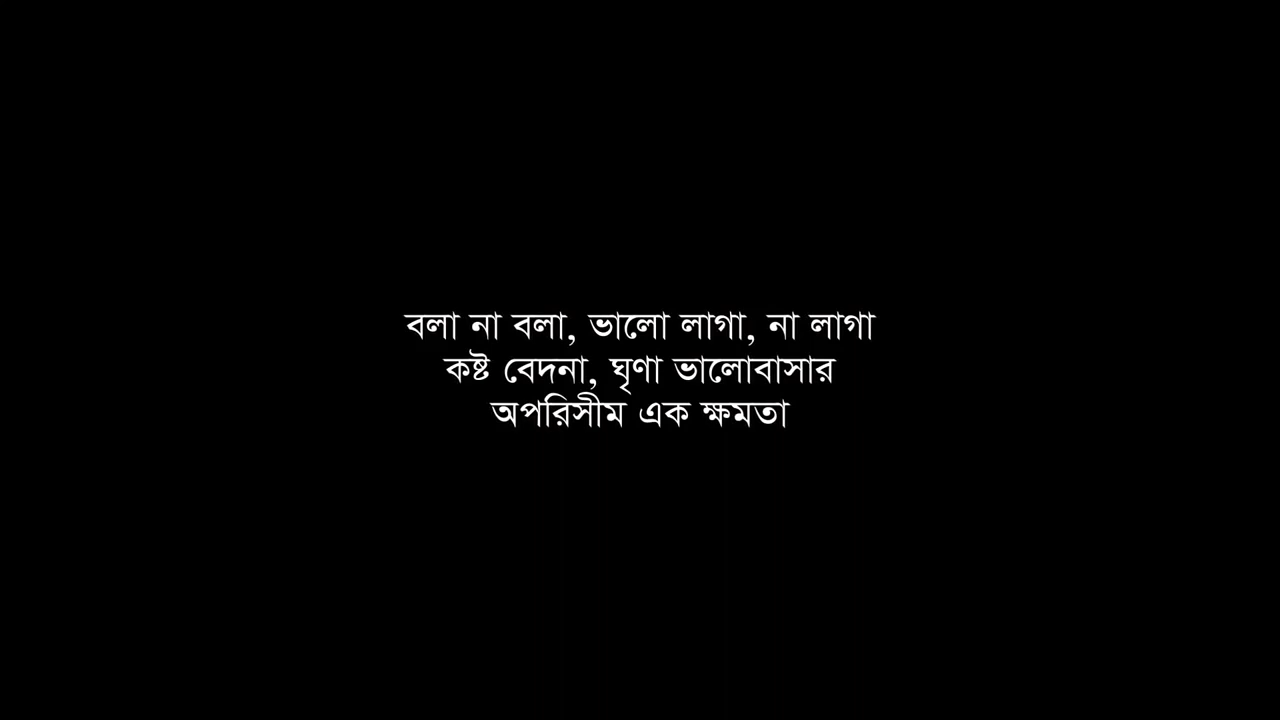 বলা না বলা, ভালো লাগা, না লাগা
কষ্ট বেদনা, ঘৃণা ভালোবাসার
অপরিসীম এক ক্ষমতা